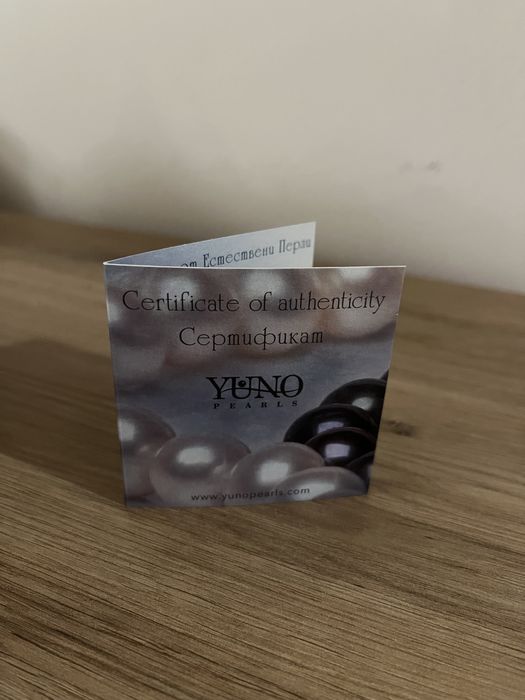 от Естествени Перли
Certificate of authenticity
Сертификат
YUNO
PEARLS
www.yunopearls.com